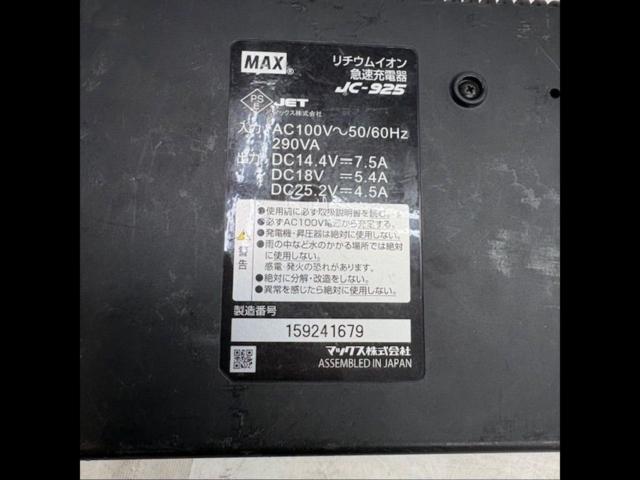 MAX®
リチウムイオン
急速充電器
JC-925
PS
E
JET
マックス株式会社
入力 AC100V～50/60Hz
290VA
出力 DC14.4V⎓7.5A
DC18V ⎓5.4A
DC25.2V⎓4.5A
警告
●使用前に必ず取扱説明書を読む。
●必ずAC100V電源から充電する。
●発電機・昇圧器は絶対に使用しない。
●雨の中など水のかかる場所では絶対
に使用しない。
感電・発火の恐れがあります。
●絶対に分解・改造をしない。
●異常を感じたら絶対に使用しない。
製造番号
159241679
マックス株式会社
ASSEMBLED IN JAPAN